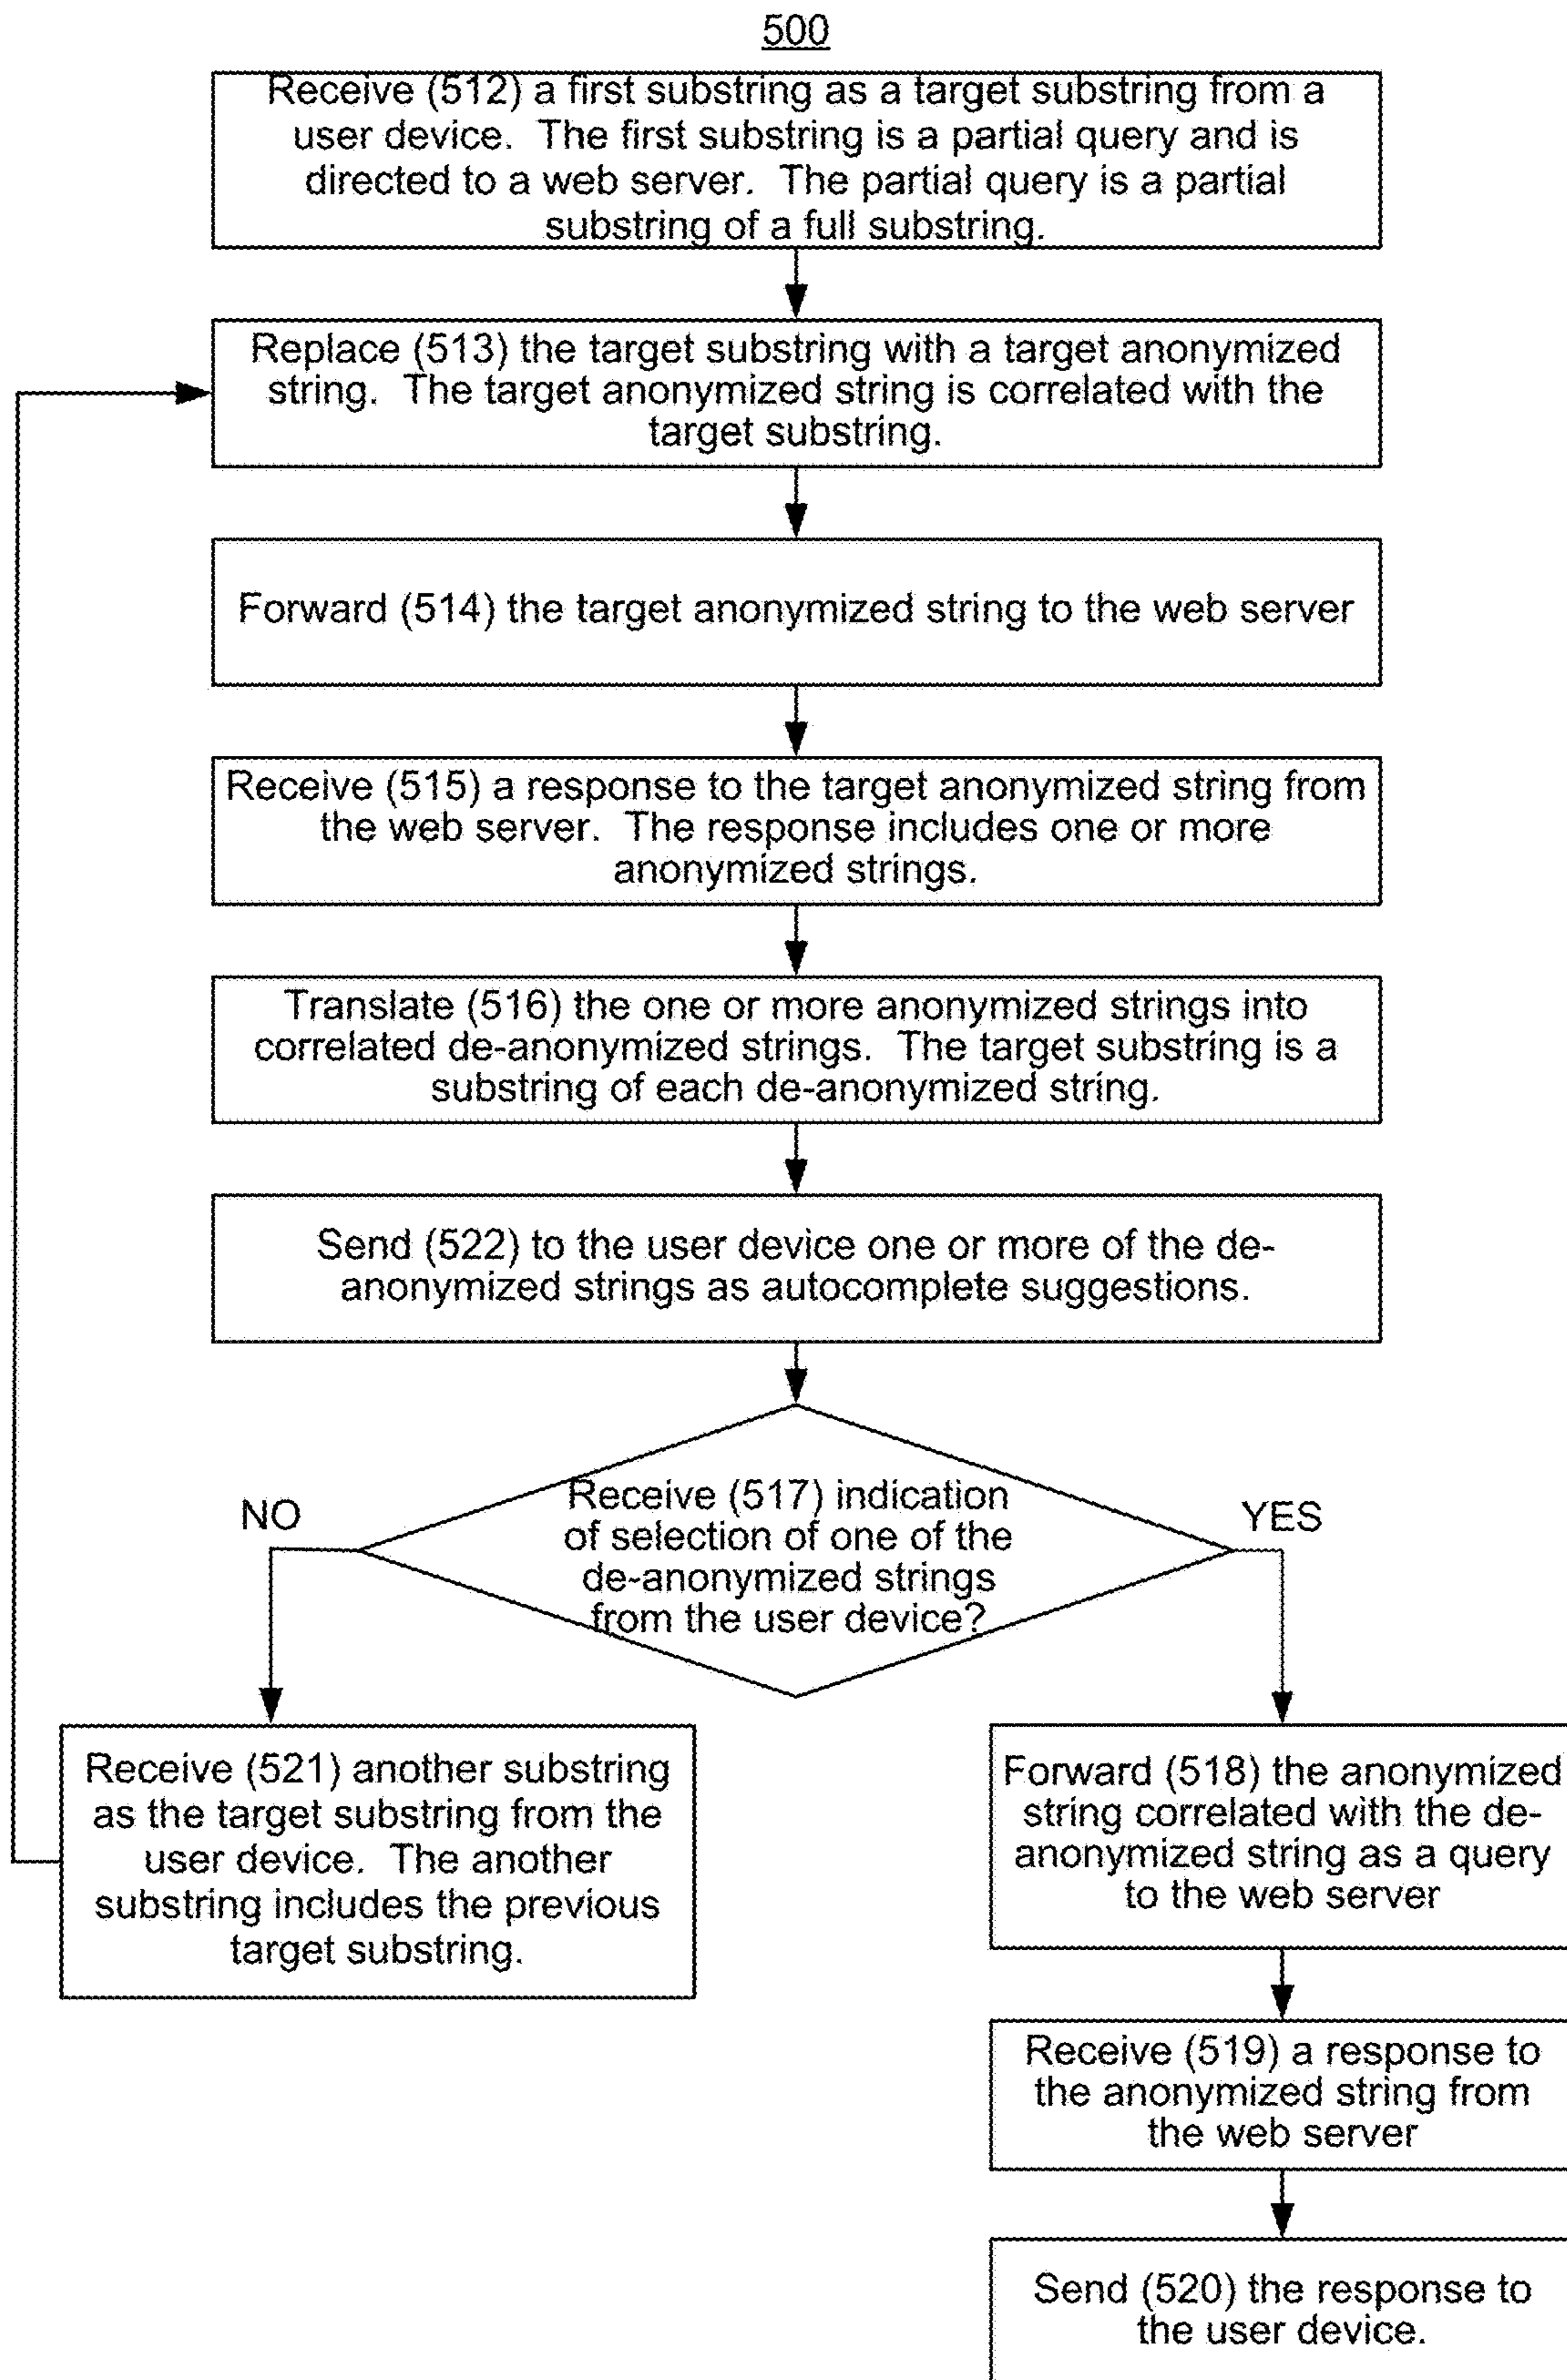 500
Receive (512) a first substring as a target substring from a
user device. The first substring is a partial query and is
directed to a web server. The partial query is a partial
substring of a full substring.
Replace (513) the target substring with a target anonymized
string. The target anonymized string is correlated with the
target substring.
Forward (514) the target anonymized string to the web server
Receive (515) a response to the target anonymized string from
the web server. The response includes one or more
anonymized strings.
Translate (516) the one or more anonymized strings into
correlated de-anonymized strings. The target substring is a
substring of each de-anonymized string.
Send (522) to the user device one or more of the de-
anonymized strings as autocomplete suggestions.
Receive (517) indication
of selection of one of the
de-anonymized strings
from the user device?
NO
YES
Receive (521) another substring
as the target substring from the
user device. The another
substring includes the previous
target substring.
Forward (518) the anonymized
string correlated with the de-
anonymized string as a query
to the web server
Receive (519) a response to
the anonymized string from
the web server
Send (520) the response to
the user device.